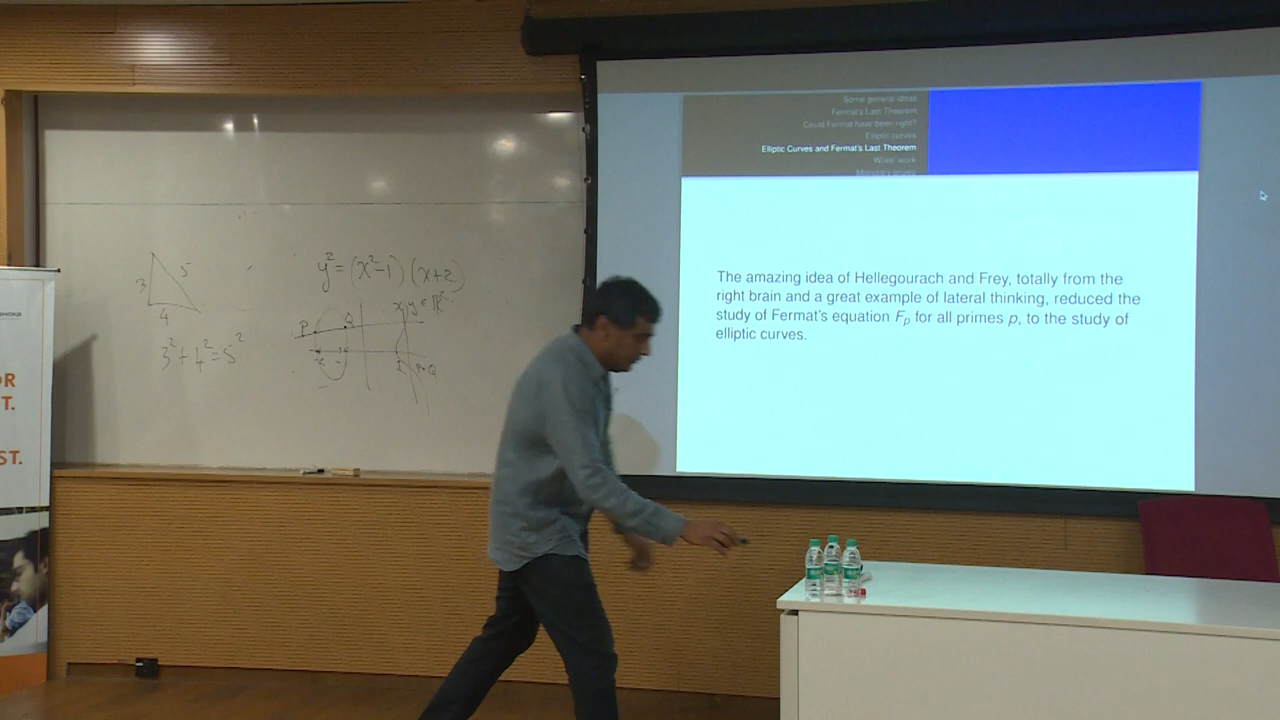 OR
T.
ST.
3
5
4
3² + 4² = 5²
y² = (x²-1) (x+2)
x, y ∈ ℝ
P
Q
P+Q
Some general ideas
Fermat's Last Theorem
Could Fermat have been right?
Elliptic curves
Elliptic Curves and Fermat's Last Theorem
Wiles' work
The amazing idea of Hellegourach and Frey, totally from the
right brain and a great example of lateral thinking, reduced the
study of Fermat's equation Fₚ for all primes p, to the study of
elliptic curves.